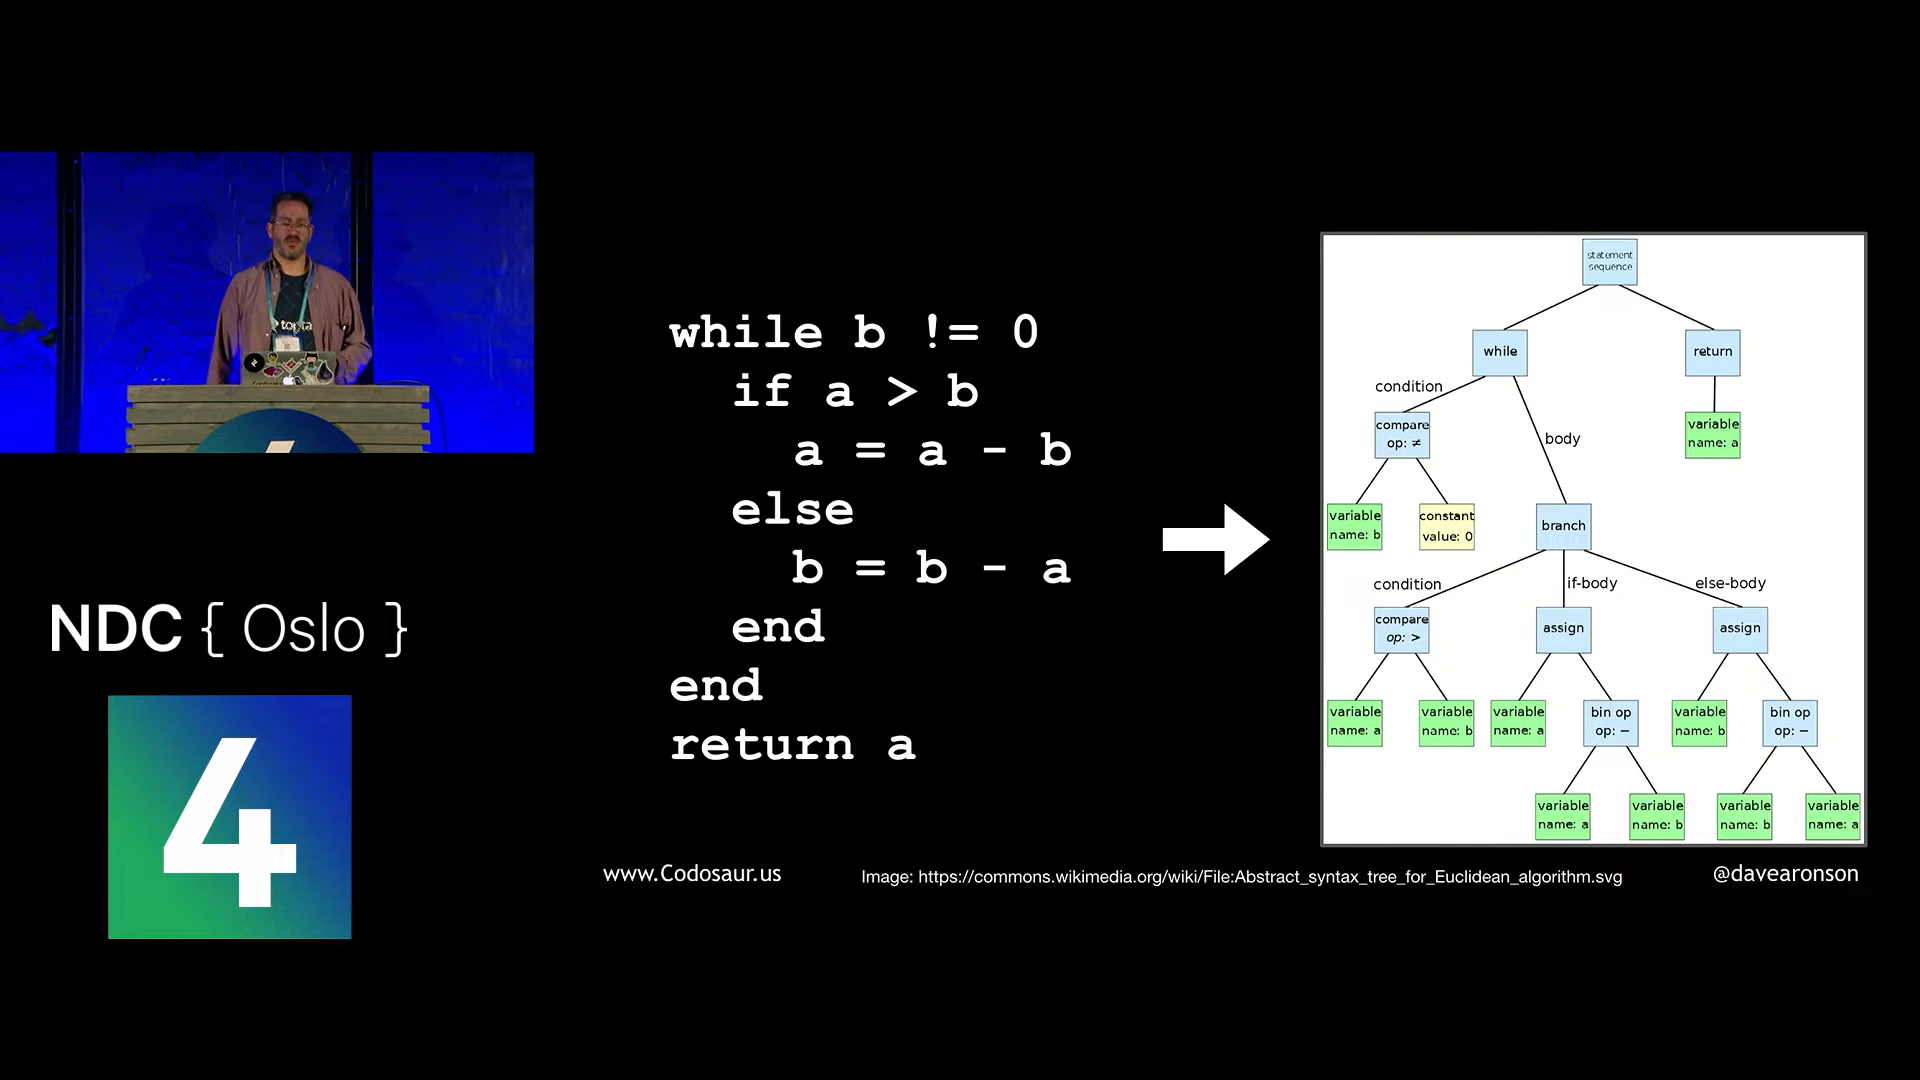 NDC { Oslo }
4
while b != 0
if a > b
a = a - b
else
b = b - a
end
end
return a
statement
sequence
while
return
condition
compare
op: ≠
body
variable
name: a
variable
name: b
constant
value: 0
branch
condition
if-body
else-body
compare
op: >
assign
assign
variable
name: a
variable
name: b
variable
name: a
bin op
op: −
variable
name: b
bin op
op: −
variable
name: a
variable
name: b
variable
name: b
variable
name: a
www.Codosaur.us
Image: https://commons.wikimedia.org/wiki/File:Abstract_syntax_tree_for_Euclidean_algorithm.svg
@davearonson